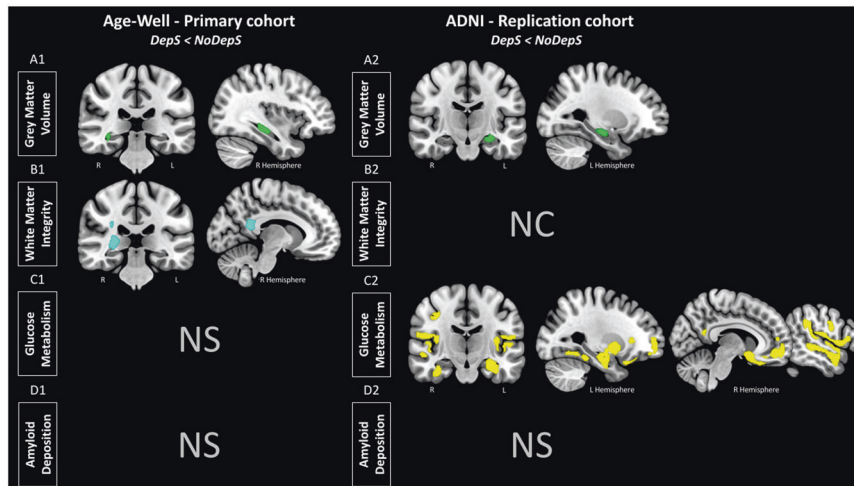 Age-Well - Primary cohort
DepS < NoDepS
ADNI - Replication cohort
DepS < NoDepS
A1
Grey Matter
Volume
R
L
R Hemisphere
A2
Grey Matter
Volume
R
L
L Hemisphere
B1
White Matter
Integrity
R
L
R Hemisphere
B2
White Matter
Integrity
NC
C1
Glucose
Metabolism
NS
C2
Glucose
Metabolism
R
L
L Hemisphere
R Hemisphere
D1
Amyloid
Deposition
NS
D2
Amyloid
Deposition
NS